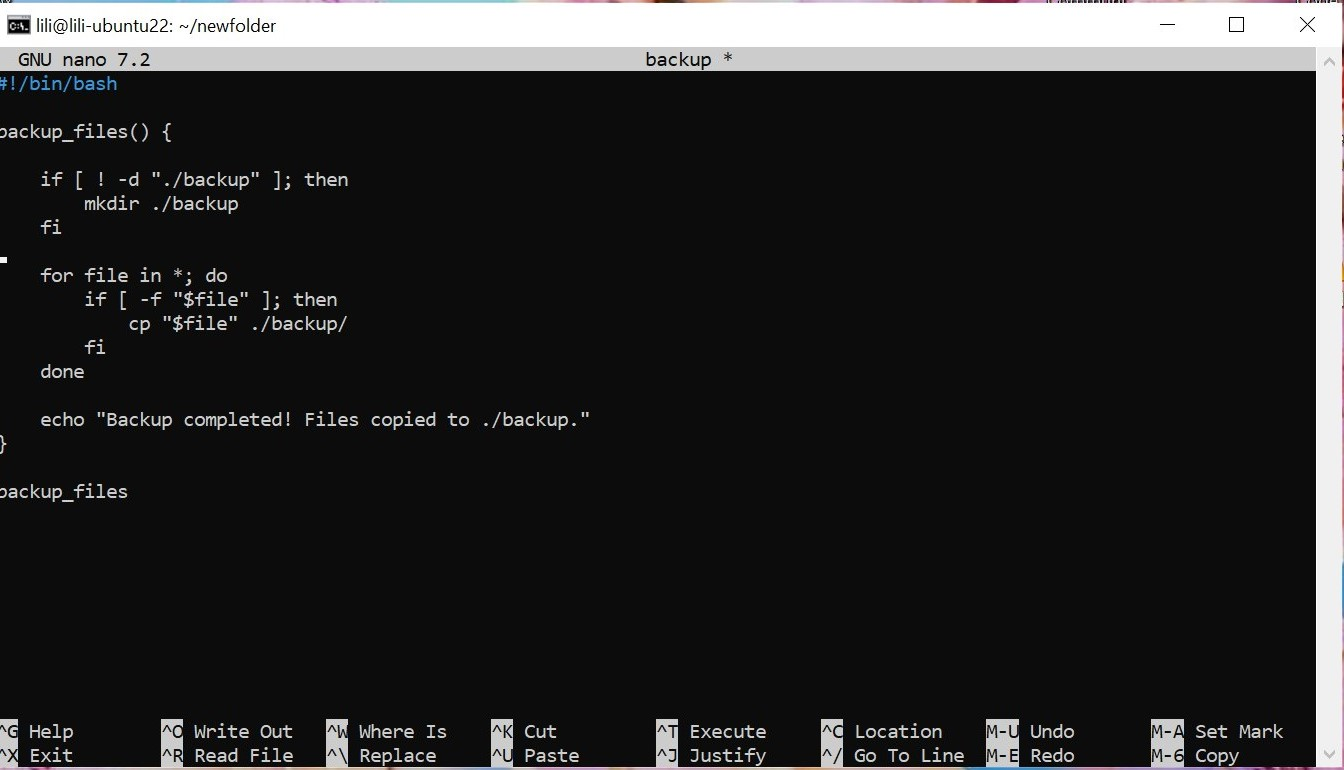 lili@lili-ubuntu22: ~/newfolder
GNU nano 7.2 backup *
#!/bin/bash
backup_files() {
if [ ! -d "./backup" ]; then
mkdir ./backup
fi
for file in *; do
if [ -f "$file" ]; then
cp "$file" ./backup/
fi
done
echo "Backup completed! Files copied to ./backup."
}
backup_files
^G Help ^O Write Out ^W Where Is ^K Cut ^T Execute ^C Location M-U Undo M-A Set Mark
^X Exit ^R Read File ^\ Replace ^U Paste ^J Justify ^/ Go To Line M-E Redo M-6 Copy